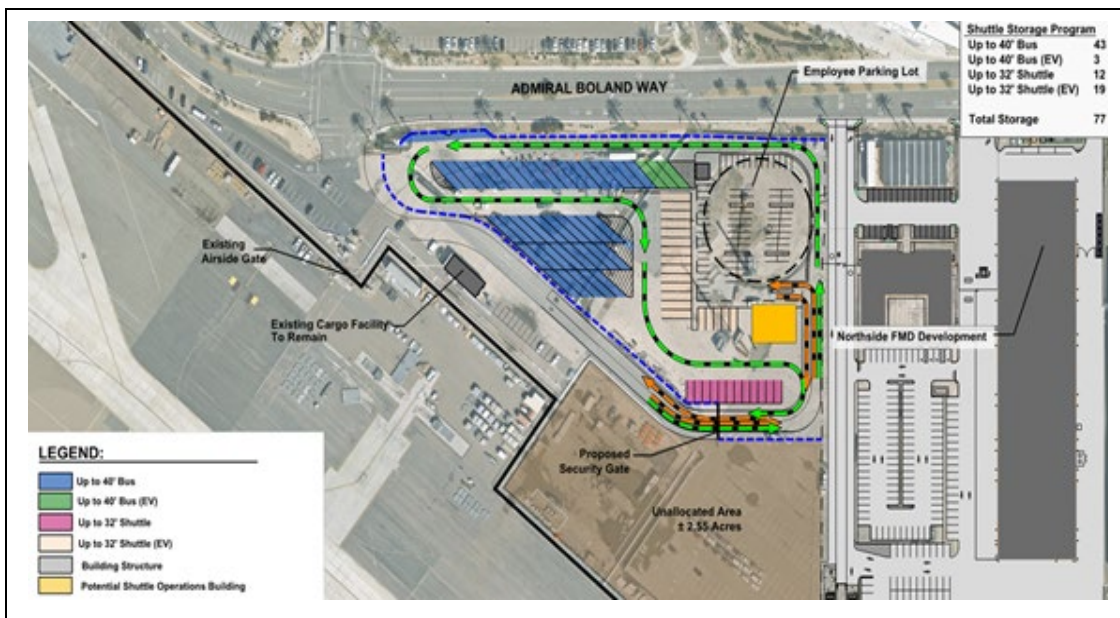 Shuttle Storage Program
Up to 40' Bus 43
Up to 40' Bus (EV) 3
Up to 32' Shuttle 12
Up to 32' Shuttle (EV) 19
Total Storage 77
Employee Parking Lot
ADMIRAL BOLAND WAY
Existing
Airside Gate
Existing Cargo Facility
To Remain
Northside FMD Development
Proposed
Security Gate
Unallocated Area
± 2.55 Acres
LEGEND:
Up to 40' Bus
Up to 40' Bus (EV)
Up to 32' Shuttle
Up to 32' Shuttle (EV)
Building Structure
Potential Shuttle Operations Building